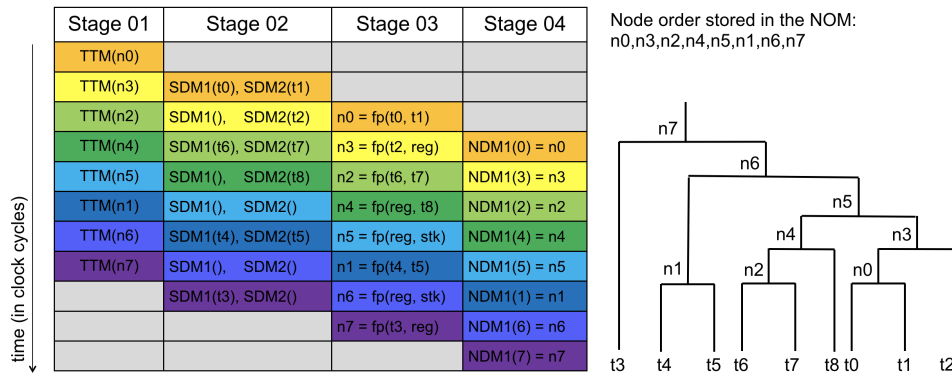 Stage 01 Stage 02 Stage 03 Stage 04
TTM(n0)
TTM(n3) SDM1(t0), SDM2(t1)
TTM(n2) SDM1(), SDM2(t2) n0 = fp(t0, t1)
TTM(n4) SDM1(t6), SDM2(t7) n3 = fp(t2, reg) NDM1(0) = n0
TTM(n5) SDM1(), SDM2(t8) n2 = fp(t6, t7) NDM1(3) = n3
TTM(n1) SDM1(), SDM2() n4 = fp(reg, t8) NDM1(2) = n2
TTM(n6) SDM1(t4), SDM2(t5) n5 = fp(reg, stk) NDM1(4) = n4
TTM(n7) SDM1(), SDM2() n1 = fp(t4, t5) NDM1(5) = n5
SDM1(t3), SDM2() n6 = fp(reg, stk) NDM1(1) = n1
n7 = fp(t3, reg) NDM1(6) = n6
NDM1(7) = n7
time (in clock cycles)
Node order stored in the NOM:
n0,n3,n2,n4,n5,n1,n6,n7
n7
n6
n5
n4 n3
n1 n2 n0
t3 t4 t5 t6 t7 t8 t0 t1 t2